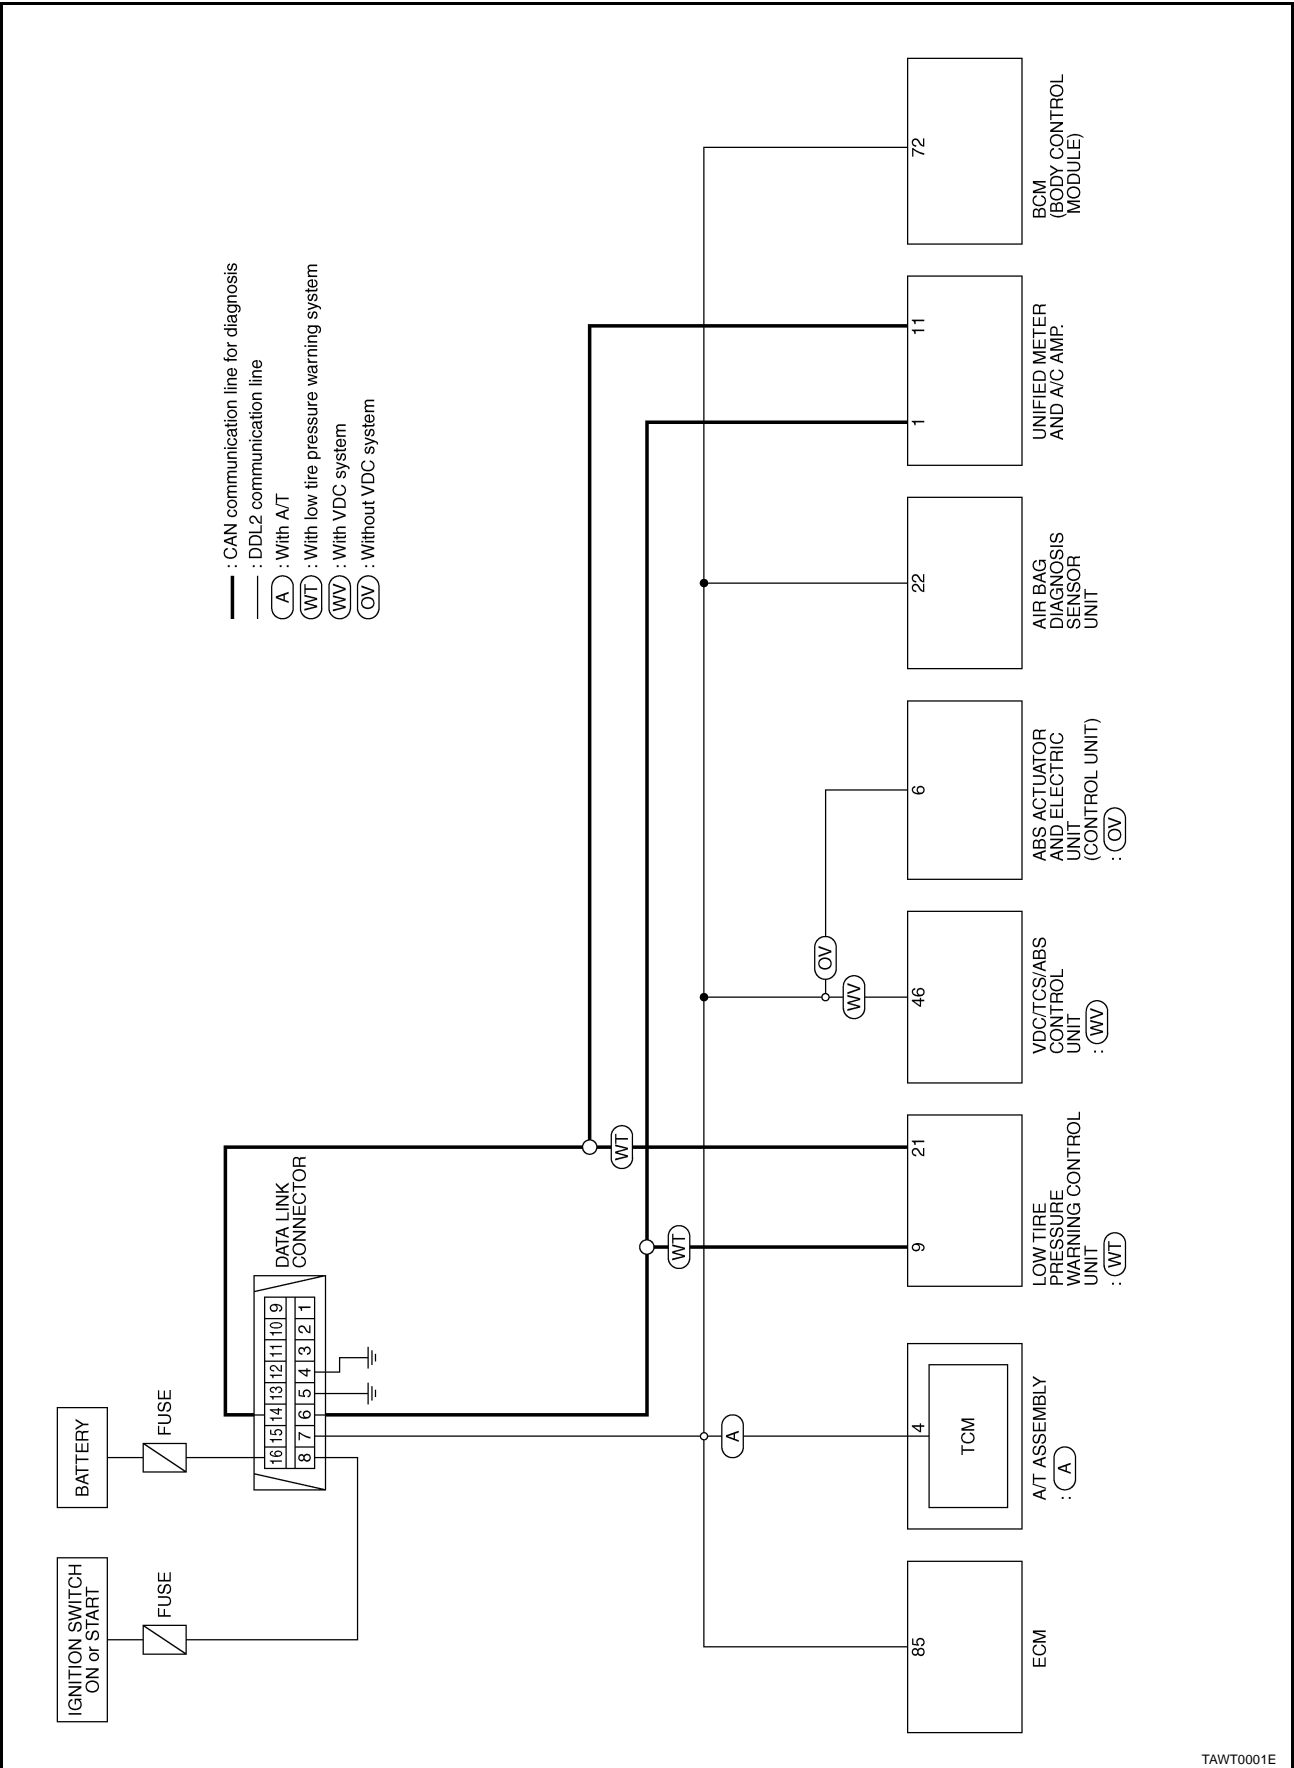 IGNITION SWITCH
ON or START
FUSE
BATTERY
FUSE
DATA LINK
CONNECTOR
16 15 14 13 12 11 10 9
8 7 6 5 4 3 2 1
: CAN communication line for diagnosis
: DDL2 communication line
A : With A/T
WT : With low tire pressure warning system
WV : With VDC system
OV : Without VDC system
A
WT
WT
WV
OV
85
ECM
4
TCM
A/T ASSEMBLY
: A
9
21
LOW TIRE
PRESSURE
WARNING CONTROL
UNIT
: WT
46
VDC/TCS/ABS
CONTROL
UNIT
: WV
6
ABS ACTUATOR
AND ELECTRIC
UNIT
(CONTROL UNIT)
: OV
22
AIR BAG
DIAGNOSIS
SENSOR
UNIT
1
11
UNIFIED METER
AND A/C AMP.
72
BCM
(BODY CONTROL
MODULE)
TAWT0001E